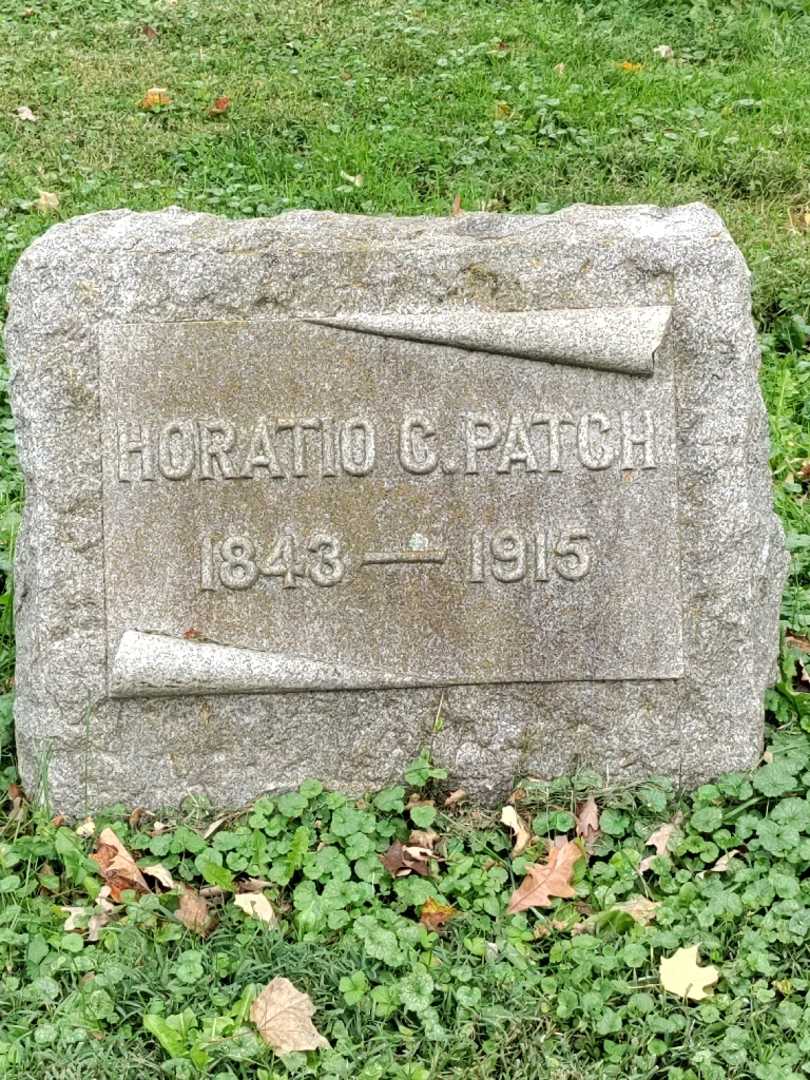 HORATIO C. PATCH
1843 — 1915